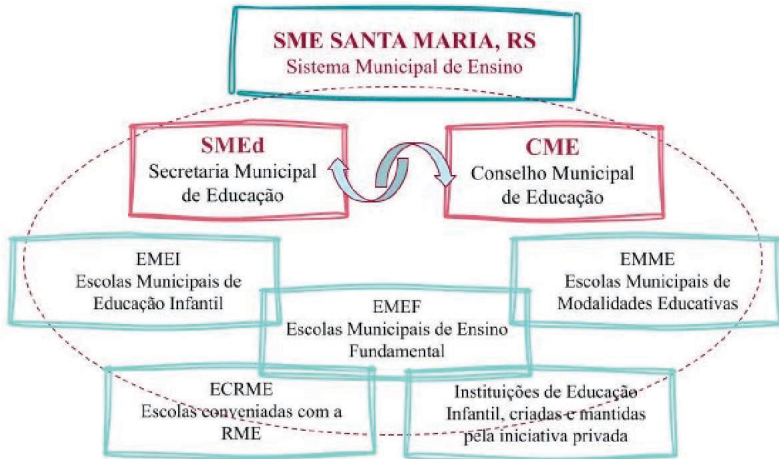 SME SANTA MARIA, RS
Sistema Municipal de Ensino
SMEd
Secretaria Municipal
de Educação
CME
Conselho Municipal
de Educação
EMEI
Escolas Municipais de
Educação Infantil
EMME
Escolas Municipais de
Modalidades Educativas
EMEF
Escolas Municipais de Ensino
Fundamental
ECRME
Escolas conveniadas com a
RME
Instituições de Educação
Infantil, criadas e mantidas
pela iniciativa privada